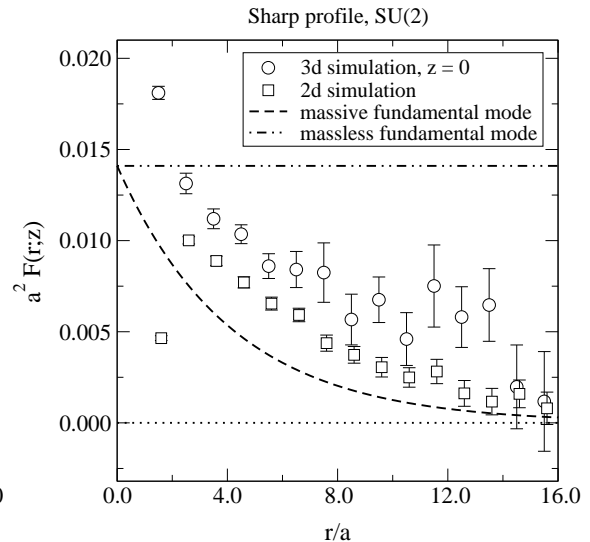 Sharp profile, SU(2)
0.020
0.015
0.010
0.005
0.000
a² F(r;z)
3d simulation, z = 0
2d simulation
massive fundamental mode
massless fundamental mode
0
0.0 4.0 8.0 12.0 16.0
r/a